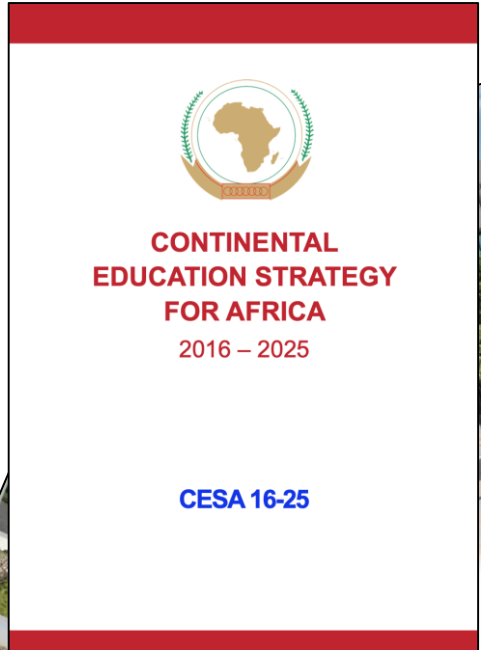 CONTINENTAL
EDUCATION STRATEGY
FOR AFRICA
2016 – 2025
CESA 16-25